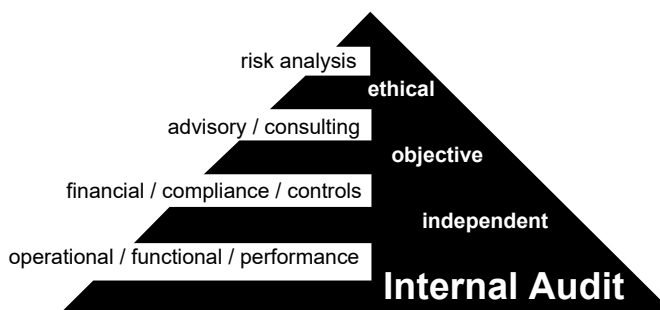 risk analysis
ethical
advisory / consulting
objective
financial / compliance / controls
independent
operational / functional / performance
Internal Audit